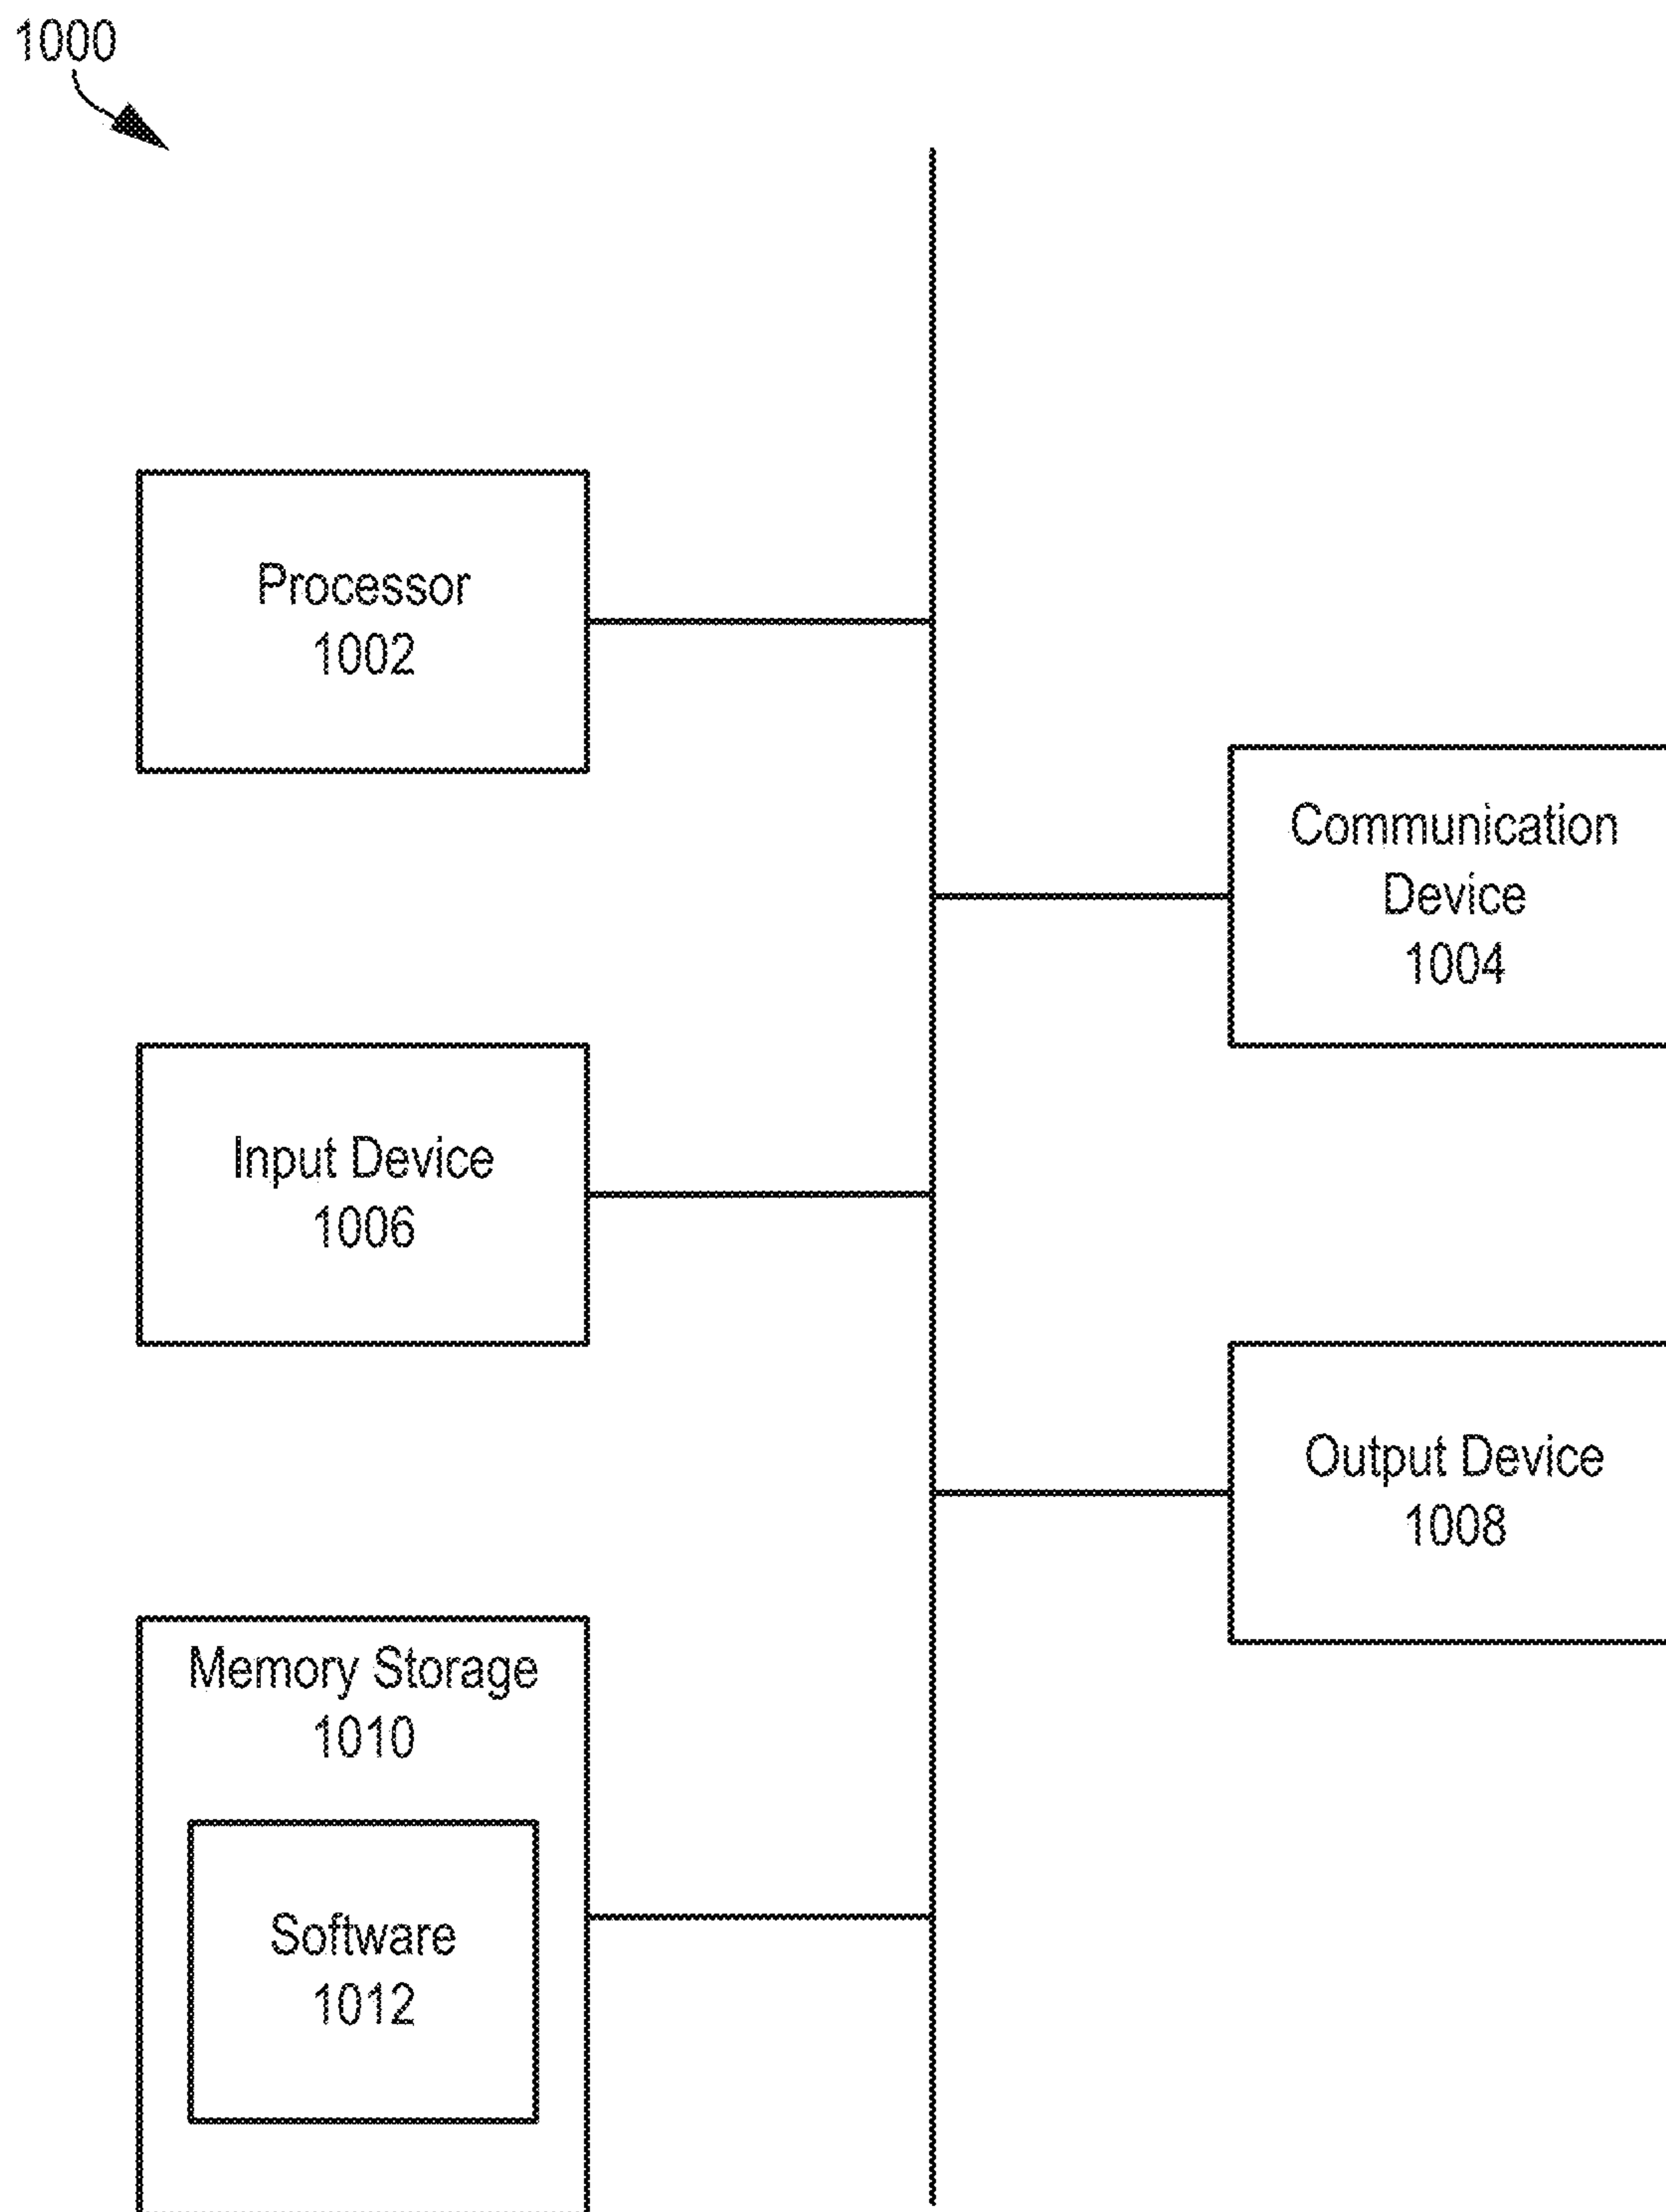 1000
Processor
1002
Communication
Device
1004
Input Device
1006
Output Device
1008
Memory Storage
1010
Software
1012